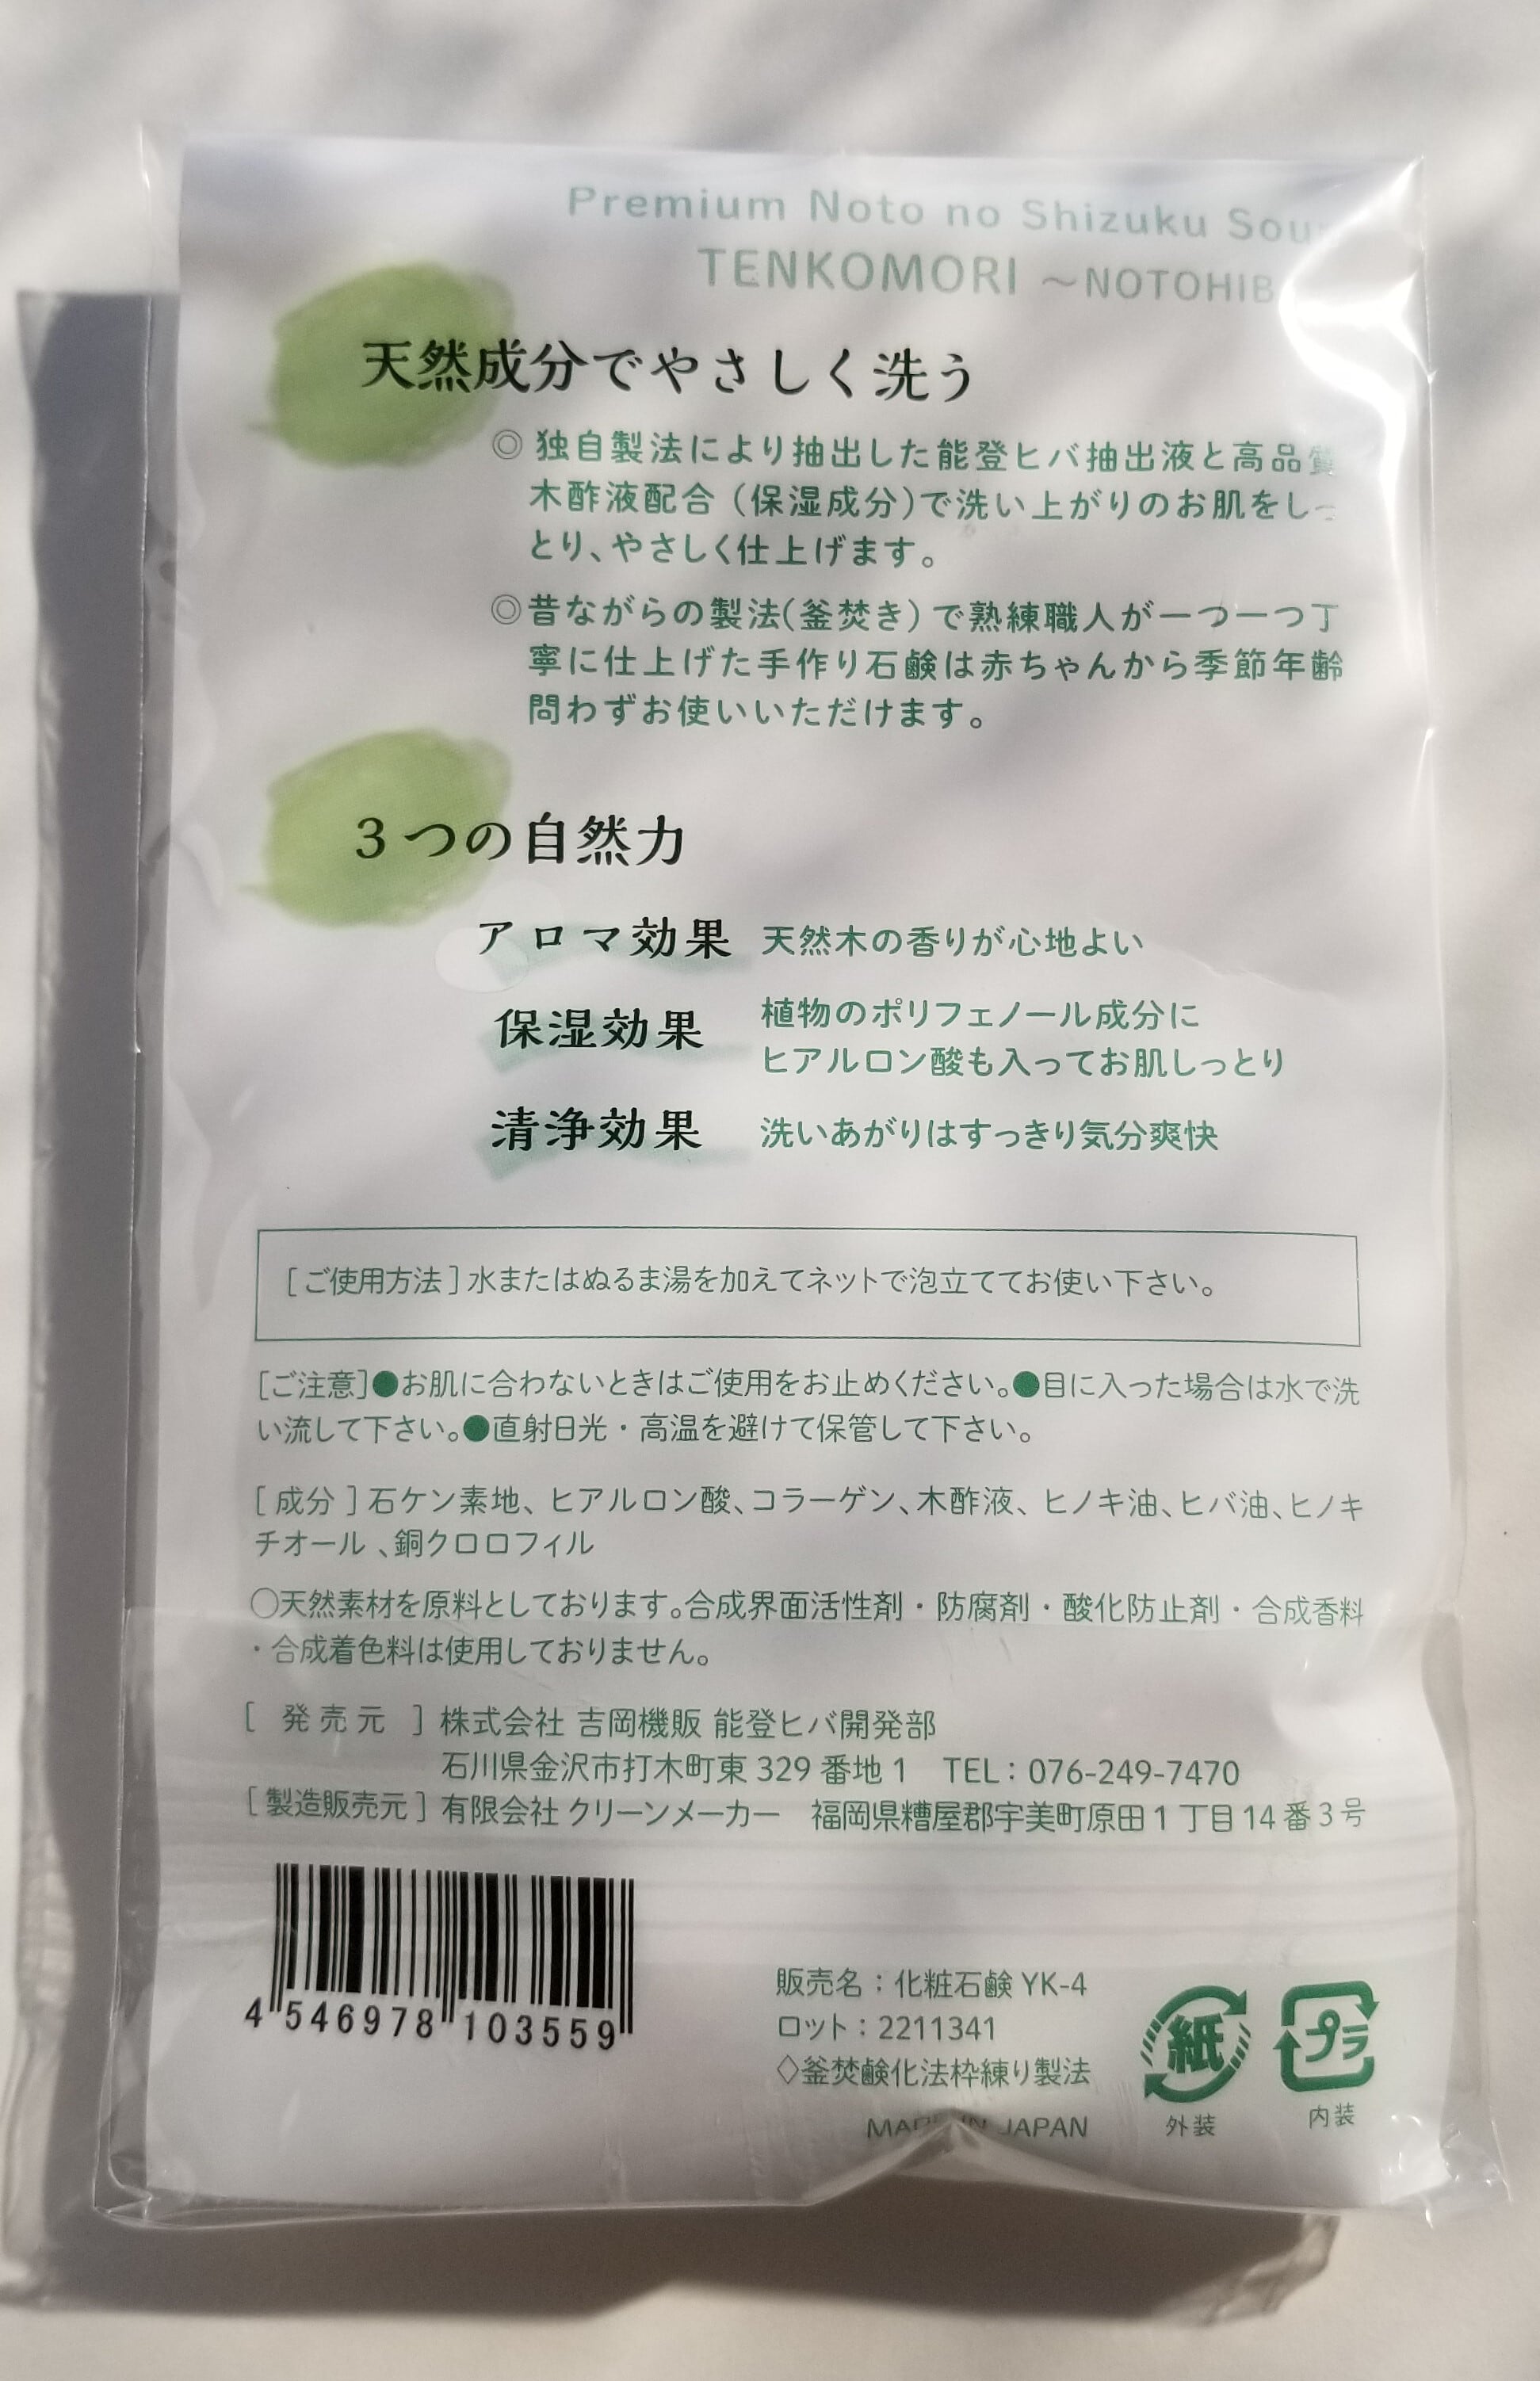 Premium Noto no Shizuku
TENKOMORI
天然成分でやさしく洗う
◎ 独自製法により抽出した能登ヒバ抽出液と高品質
木酢液配合（保湿成分）で洗い上がりのお肌をしっ
とり、やさしく仕上げます。
◎昔ながらの製法（釜焚き）で熟練職人が一つ一つ丁
寧に仕上げた手作り石鹸は赤ちゃんから季節年齢
問わずお使いいただけます。
3つの自然力
アロマ効果 天然木の香りが心地よい
保湿効果 植物のポリフェノール成分に
ヒアルロン酸も入ってお肌しっとり
清浄効果 洗いあがりはすっきり気分爽快
［ご使用方法］水またはぬるま湯を加えてネットで泡立ててお使い下さい。
［ご注意］●お肌に合わないときはご使用をお止めください。●目に入った場合は水で洗
い流して下さい。●直射日光・高温を避けて保管して下さい。
［成分］石ケン素地、ヒアルロン酸、コラーゲン、木酢液、ヒノキ油、ヒバ油、ヒノキ
チオール、銅クロロフィル
○天然素材を原料としております。合成界面活性剤・防腐剤・酸化防止剤・合成香料
・合成着色料は使用しておりません。
［発売元］株式会社 吉岡機販 能登ヒバ開発部
石川県金沢市打木町東 329 番地 1 TEL：076-249-7470
［製造販売元］有限会社 クリーンメーカー 福岡県糟屋郡宇美町原田 1 丁目 14 番 3 号
4 546978 103559
販売名：化粧石鹸 YK-4
ロット：2211341
◇釜焚鹸化法枠練り製法
MADE IN JAPAN
紙
外装
プラ
内装